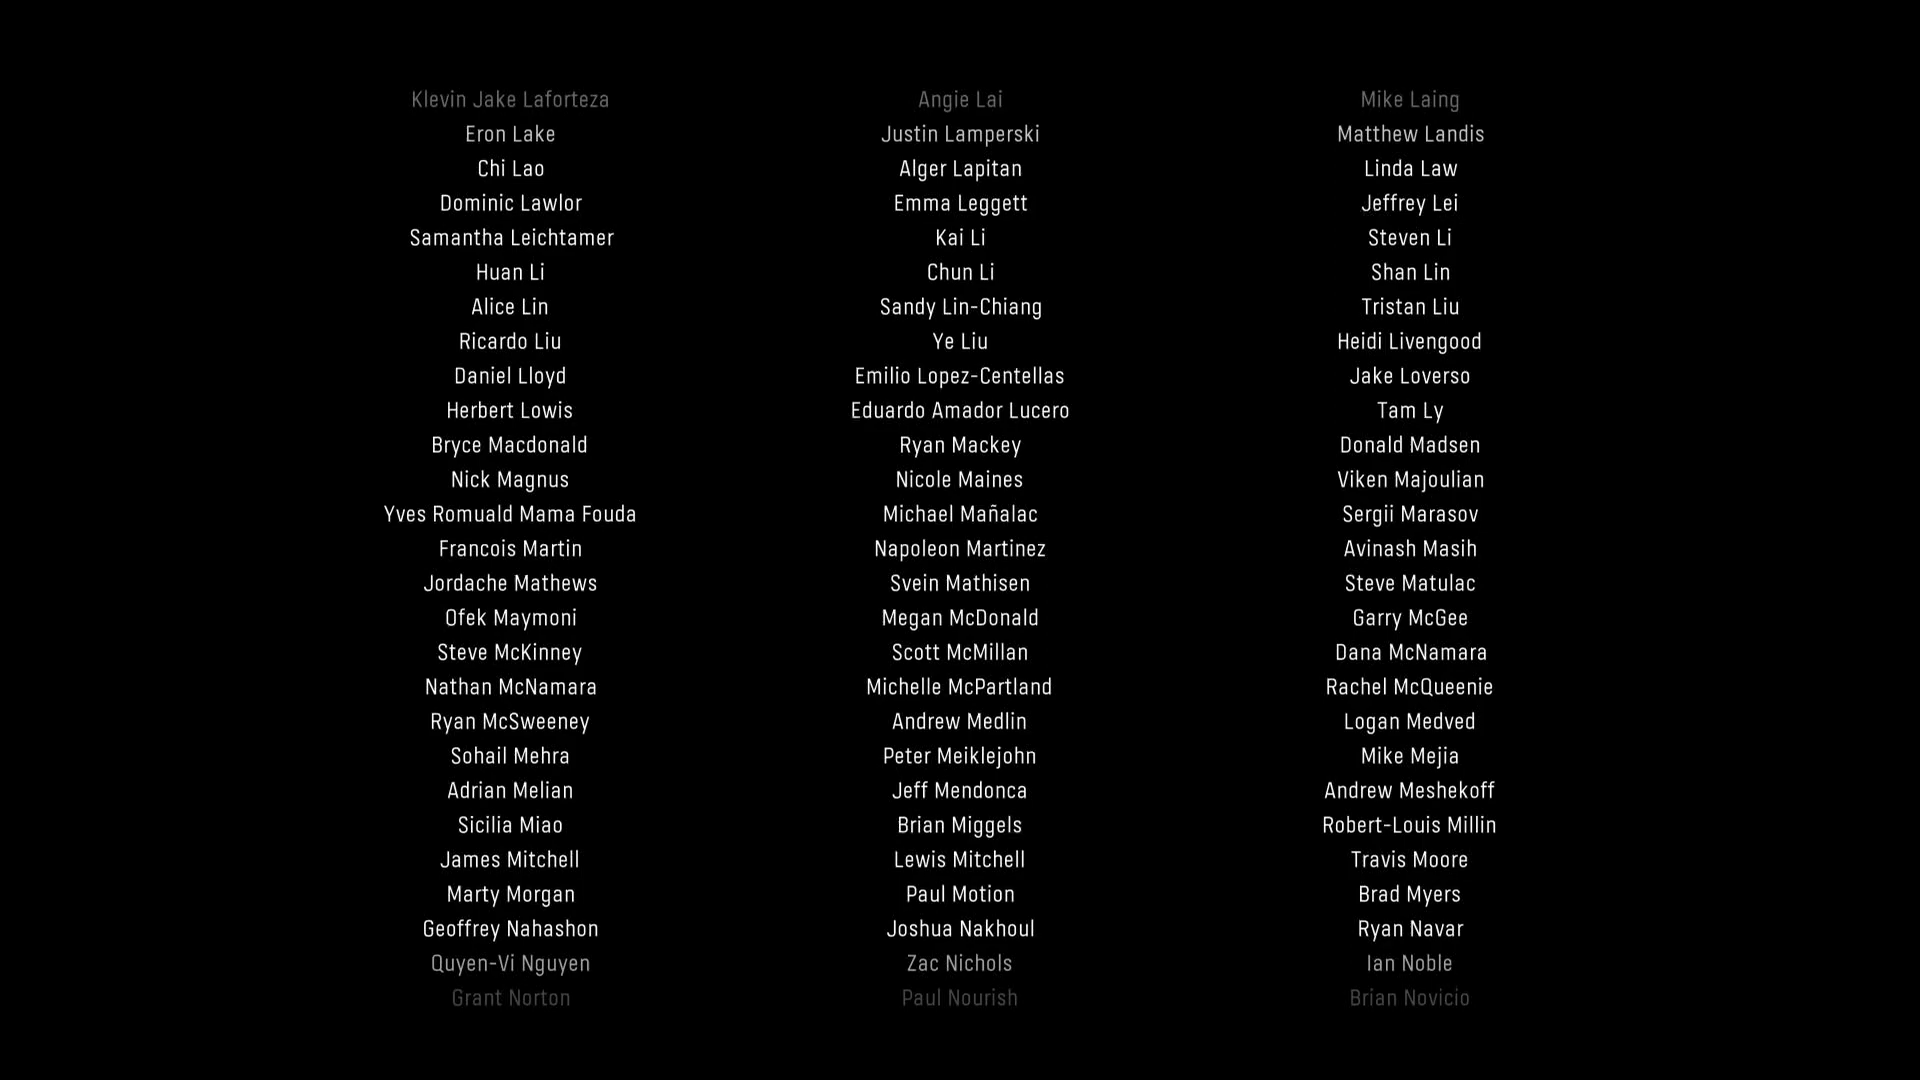 Klevin Jake Laforteza Angie Lai Mike Laing
Eron Lake Justin Lamperski Matthew Landis
Chi Lao Alger Lapitan Linda Law
Dominic Lawlor Emma Leggett Jeffrey Lei
Samantha Leichtamer Kai Li Steven Li
Huan Li Chun Li Shan Lin
Alice Lin Sandy Lin-Chiang Tristan Liu
Ricardo Liu Ye Liu Heidi Livengood
Daniel Lloyd Emilio Lopez-Centellas Jake Loverso
Herbert Lowis Eduardo Amador Lucero Tam Ly
Bryce Macdonald Ryan Mackey Donald Madsen
Nick Magnus Nicole Maines Viken Majoulian
Yves Romuald Mama Fouda Michael Mañalac Sergii Marasov
Francois Martin Napoleon Martinez Avinash Masih
Jordache Mathews Svein Mathisen Steve Matulac
Ofek Maymoni Megan McDonald Garry McGee
Steve McKinney Scott McMillan Dana McNamara
Nathan McNamara Michelle McPartland Rachel McQueenie
Ryan McSweeney Andrew Medlin Logan Medved
Sohail Mehra Peter Meiklejohn Mike Mejia
Adrian Melian Jeff Mendonca Andrew Meshekoff
Sicilia Miao Brian Miggels Robert-Louis Millin
James Mitchell Lewis Mitchell Travis Moore
Marty Morgan Paul Motion Brad Myers
Geoffrey Nahashon Joshua Nakhoul Ryan Navar
Quyen-Vi Nguyen Zac Nichols Ian Noble
Grant Norton Paul Nourish Brian Novicio